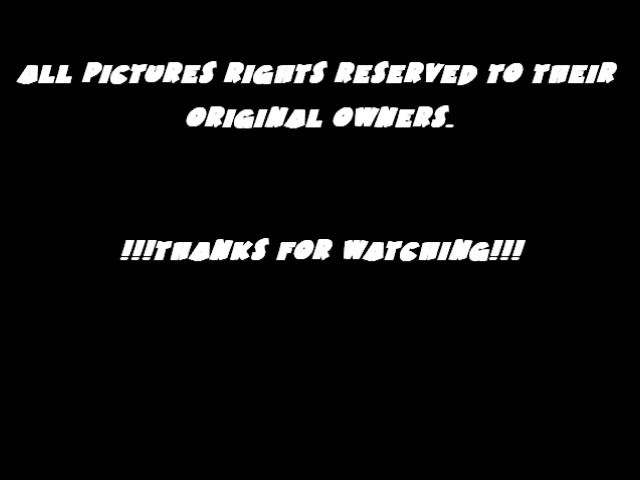 ALL PICTURES RIGHTS RESERVED TO THEIR
ORIGINAL OWNERS.
!!!THANKS FOR WATCHING!!!